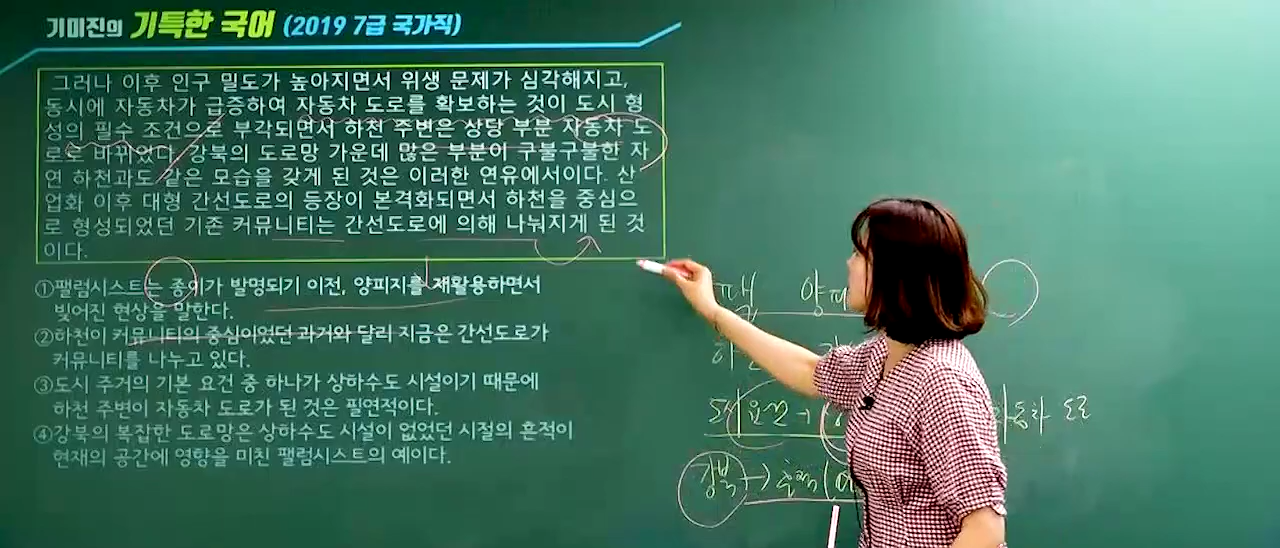 기미진의 기특한 국어 (2019 7급 국가직)
그러나 이후 인구 밀도가 높아지면서 위생 문제가 심각해지고,
동시에 자동차가 급증하여 자동차 도로를 확보하는 것이 도시 형
성의 필수 조건으로 부각되면서 하천 주변은 상당 부분 자동차 도
로로 바뀌었다. 강북의 도로망 가운데 많은 부분이 구불구불한 자
연 하천과도 같은 모습을 갖게 된 것은 이러한 연유에서이다. 산
업화 이후 대형 간선도로의 등장이 본격화되면서 하천을 중심으
로 형성되었던 기존 커뮤니티는 간선도로에 의해 나눠지게 된 것
이다.
①팰럼시스트는 종이가 발명되기 이전, 양피지를 재활용하면서
빚어진 현상을 말한다.
②하천이 커뮤니티의 중심이었던 과거와 달리 지금은 간선도로가
커뮤니티를 나누고 있다.
③도시 주거의 기본 요건 중 하나가 상하수도 시설이기 때문에
하천 주변이 자동차 도로가 된 것은 필연적이다.
④강북의 복잡한 도로망은 상하수도 시설이 없었던 시절의 흔적이
현재의 공간에 영향을 미친 팰럼시스트의 예이다.
강북